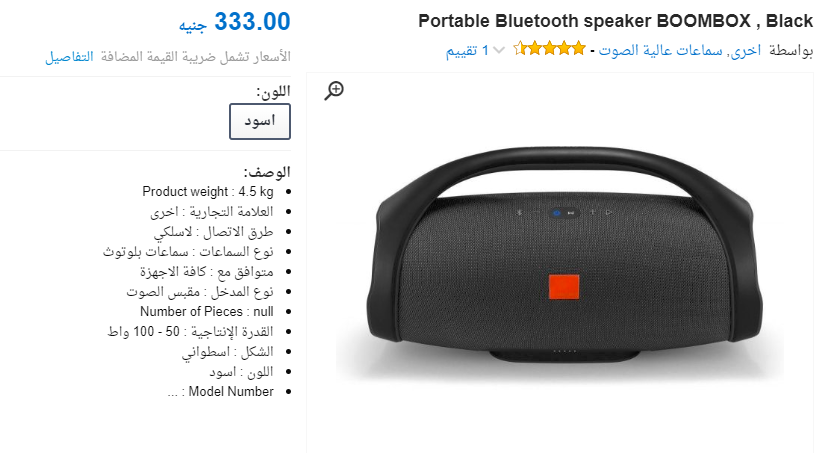 Portable Bluetooth speaker BOOMBOX , Black
بواسطة اخرى, سماعات عالية الصوت - 1 تقييم
333.00 جنيه
الأسعار تشمل ضريبة القيمة المضافة التفاصيل
اللون:
اسود
الوصف:
Product weight : 4.5 kg
العلامة التجارية : اخرى
طرق الاتصال : لاسلكي
نوع السماعات : سماعات بلوتوث
متوافق مع : كافة الاجهزة
نوع المدخل : مقبس الصوت
Number of Pieces : null
القدرة الإنتاجية : 50 - 100 واط
الشكل : اسطواني
اللون : اسود
Model Number : ...